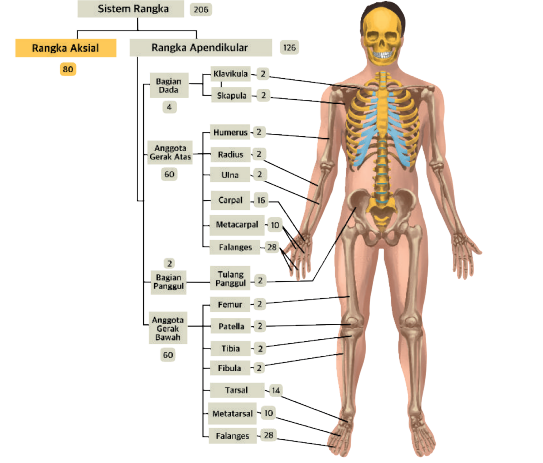 Sistem Rangka 206
Rangka Aksial
80
Rangka Apendikular 126
Bagian
Dada
4
Klavikula 2
Skapula 2
Anggota
Gerak Atas
60
Humerus 2
Radius 2
Ulna 2
Carpal 16
Metacarpal 10
Falanges 28
2
Bagian
Panggul
Tulang
Panggul 2
Anggota
Gerak
Bawah
60
Femur 2
Patella 2
Tibia 2
Fibula 2
Tarsal 14
Metatarsal 10
Falanges 28